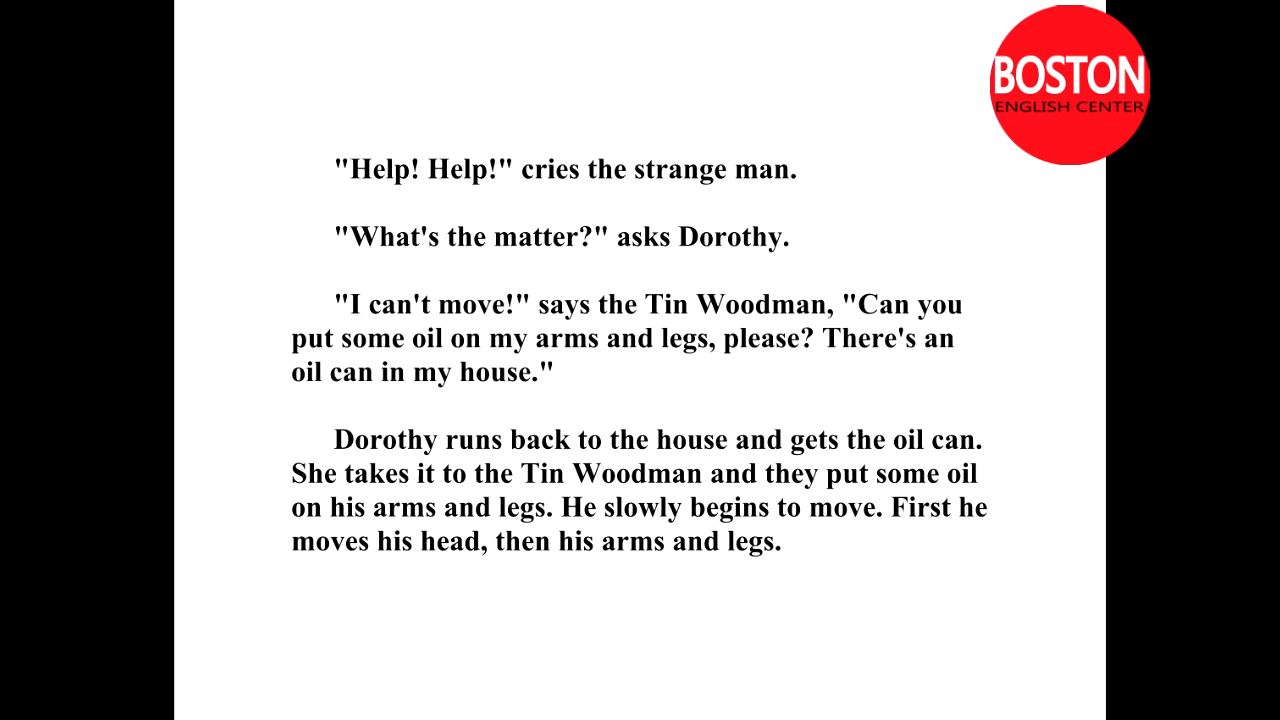 BOSTON
ENGLISH CENTER
"Help! Help!" cries the strange man.
"What's the matter?" asks Dorothy.
"I can't move!" says the Tin Woodman, "Can you
put some oil on my arms and legs, please? There's an
oil can in my house."
Dorothy runs back to the house and gets the oil can.
She takes it to the Tin Woodman and they put some oil
on his arms and legs. He slowly begins to move. First he
moves his head, then his arms and legs.